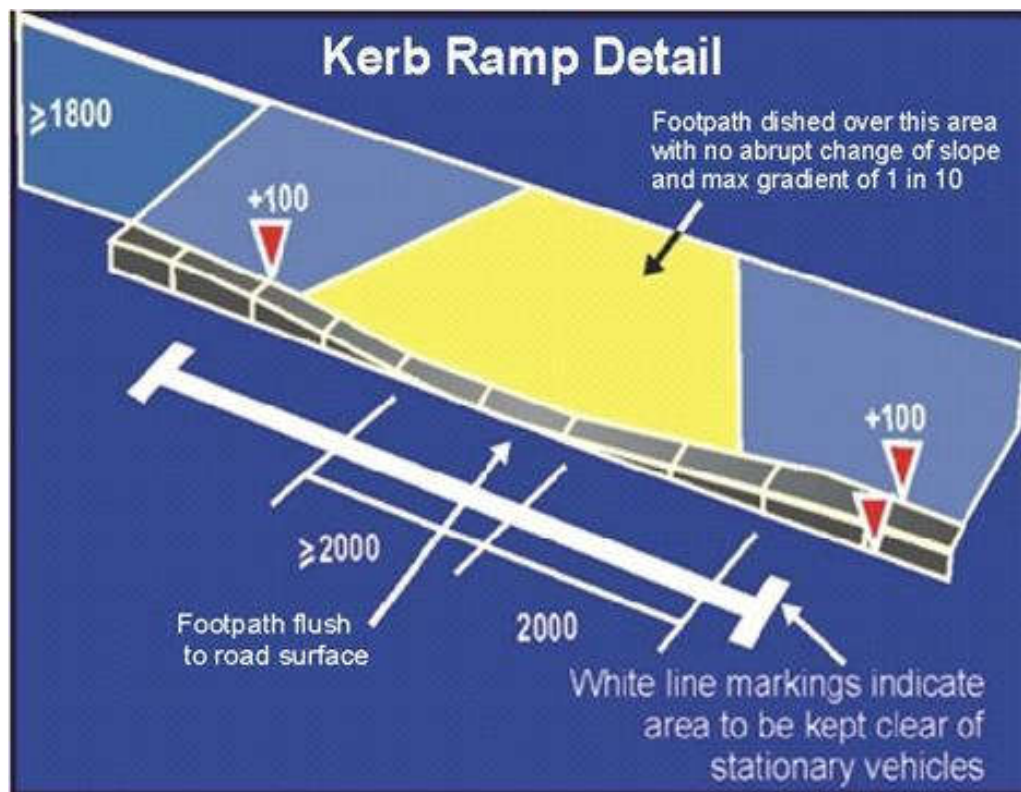 Kerb Ramp Detail
⩾1800
Footpath dished over this area
with no abrupt change of slope
and max gradient of 1 in 10
+100
+100
⩾2000
2000
Footpath flush
to road surface
White line markings indicate
area to be kept clear of
stationary vehicles